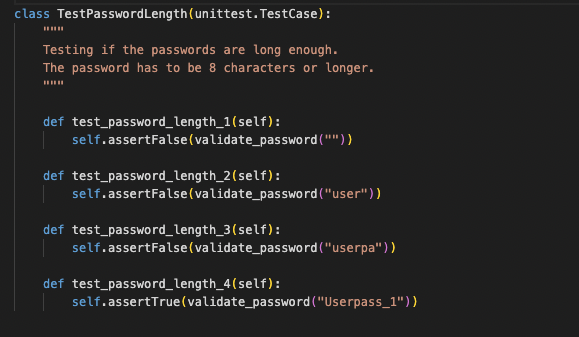 class TestPasswordLength(unittest.TestCase):
    """
    Testing if the passwords are long enough.
    The password has to be 8 characters or longer.
    """
    def test_password_length_1(self):
        self.assertFalse(validate_password(""))
    def test_password_length_2(self):
        self.assertFalse(validate_password("user"))
    def test_password_length_3(self):
        self.assertFalse(validate_password("userpa"))
    def test_password_length_4(self):
        self.assertTrue(validate_password("Userpass_1"))